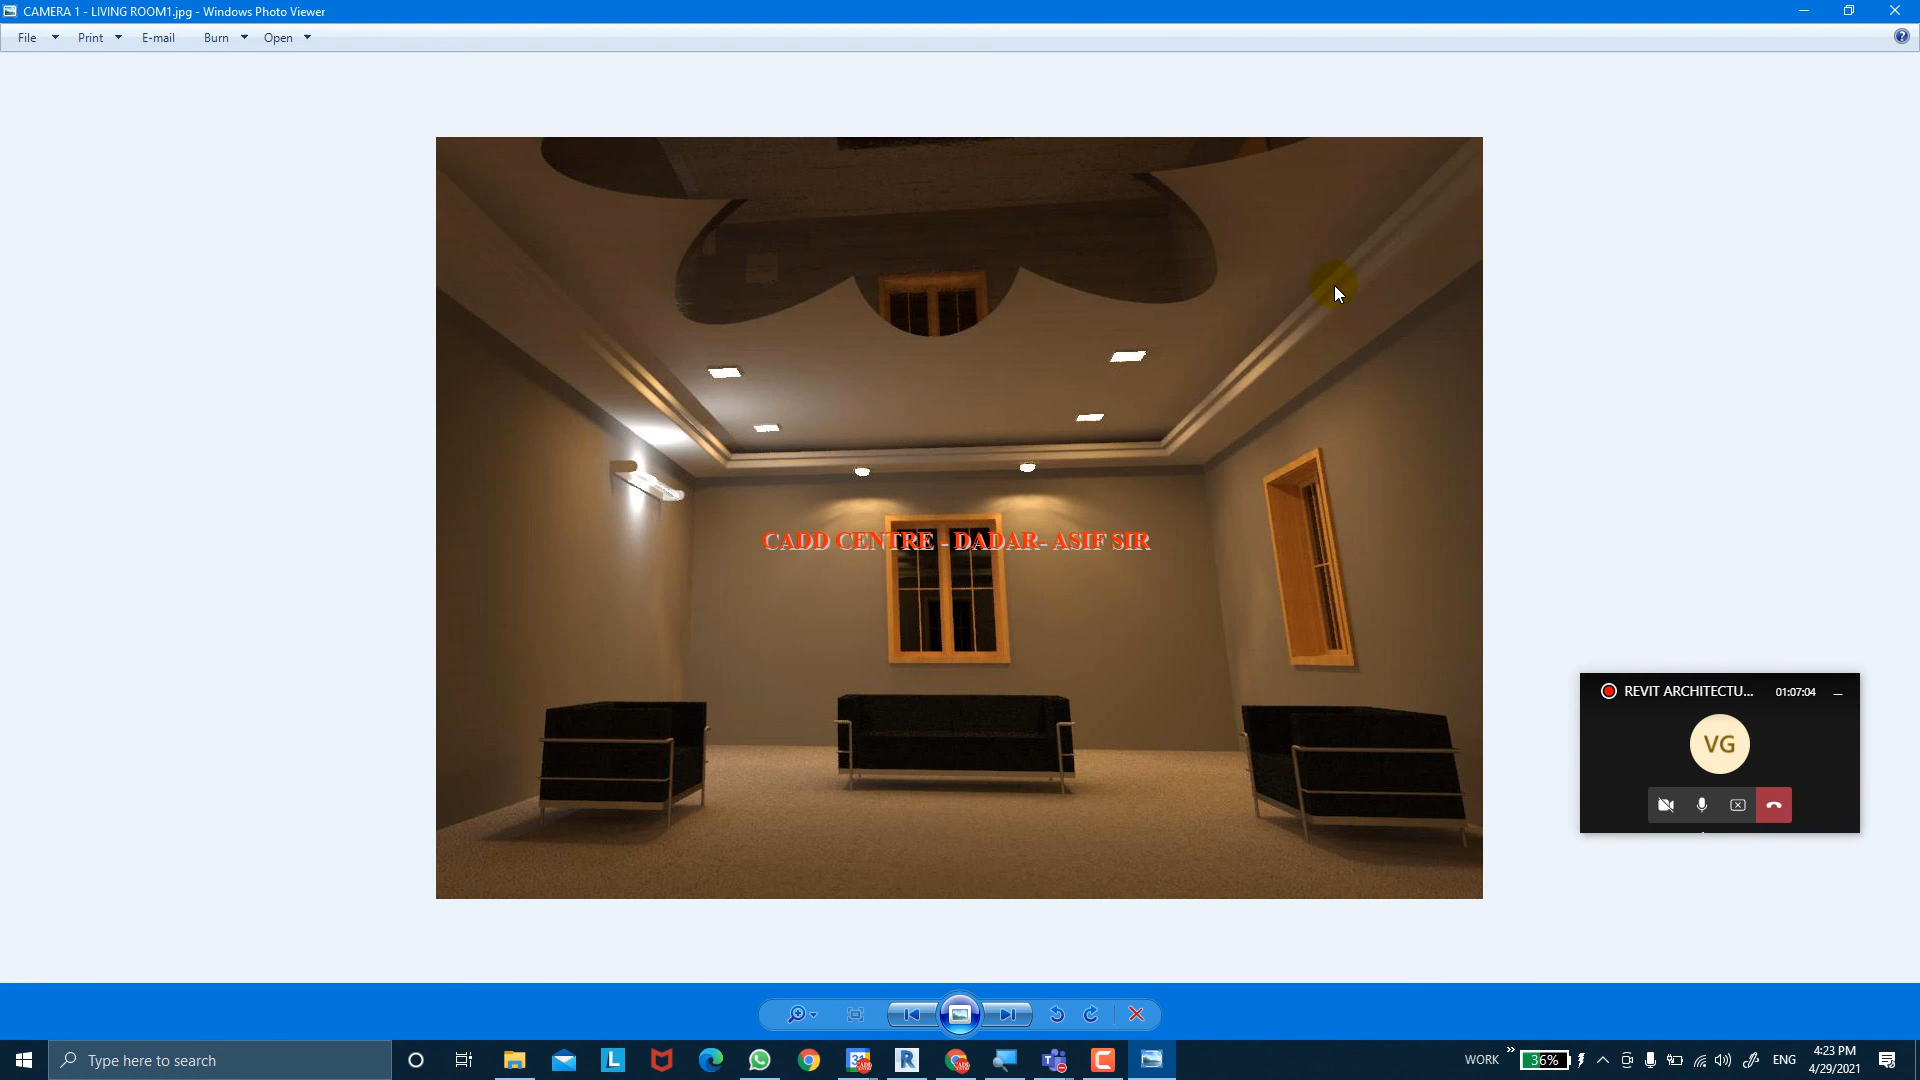 CAMERA 1 - LIVING ROOM1.jpg - Windows Photo Viewer
File Print E-mail Burn Open
CADD CENTRE - DADAR- ASIF SIR
REVIT ARCHITECTU... 01:07:04
VG
Type here to search
L
31
R
C
WORK
36%
ENG
4:23 PM
4/29/2021